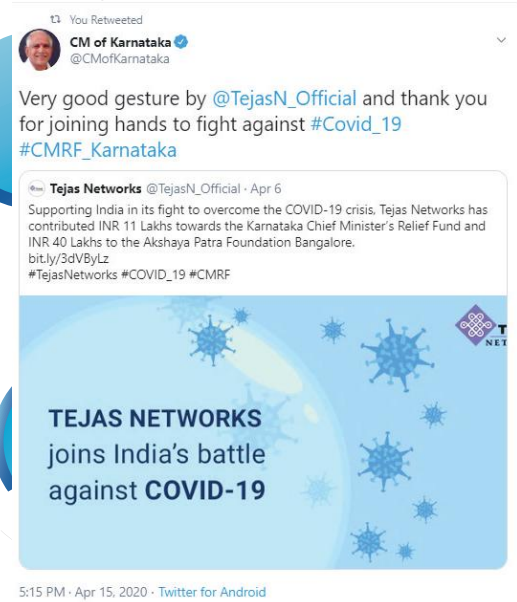 You Retweeted
CM of Karnataka
@CMofKarnataka
Very good gesture by @TejasN_Official and thank you
for joining hands to fight against #Covid_19
#CMRF_Karnataka
Tejas Networks @TejasN_Official · Apr 6
Supporting India in its fight to overcome the COVID-19 crisis, Tejas Networks has
contributed INR 11 Lakhs towards the Karnataka Chief Minister's Relief Fund and
INR 40 Lakhs to the Akshaya Patra Foundation Bangalore.
bit.ly/3dVByLz
#TejasNetworks #COVID_19 #CMRF
T
NET
TEJAS NETWORKS
joins India's battle
against COVID-19
5:15 PM · Apr 15, 2020 · Twitter for Android